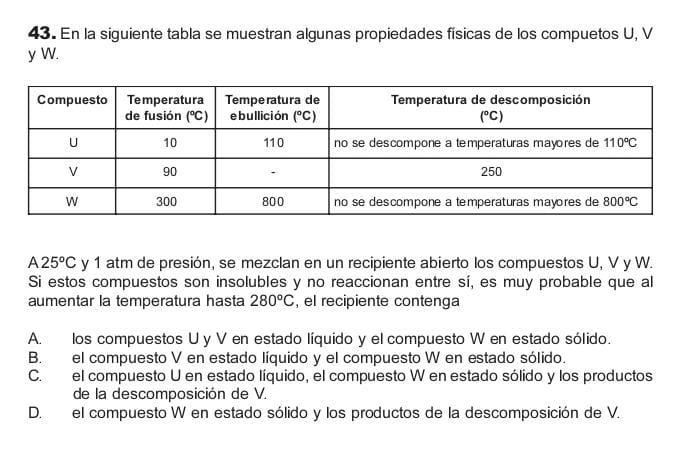 43. En la siguiente tabla se muestran algunas propiedades físicas de los compuetos U, V
y W.
Compuesto | Temperatura de fusión (ºC) | Temperatura de ebullición (ºC) | Temperatura de descomposición (ºC)
U | 10 | 110 | no se descompone a temperaturas mayores de 110ºC
V | 90 | - | 250
W | 300 | 800 | no se descompone a temperaturas mayores de 800ºC
A 25ºC y 1 atm de presión, se mezclan en un recipiente abierto los compuestos U, V y W.
Si estos compuestos son insolubles y no reaccionan entre sí, es muy probable que al
aumentar la temperatura hasta 280ºC, el recipiente contenga
A. los compuestos U y V en estado líquido y el compuesto W en estado sólido.
B. el compuesto V en estado líquido y el compuesto W en estado sólido.
C. el compuesto U en estado líquido, el compuesto W en estado sólido y los productos
de la descomposición de V.
D. el compuesto W en estado sólido y los productos de la descomposición de V.